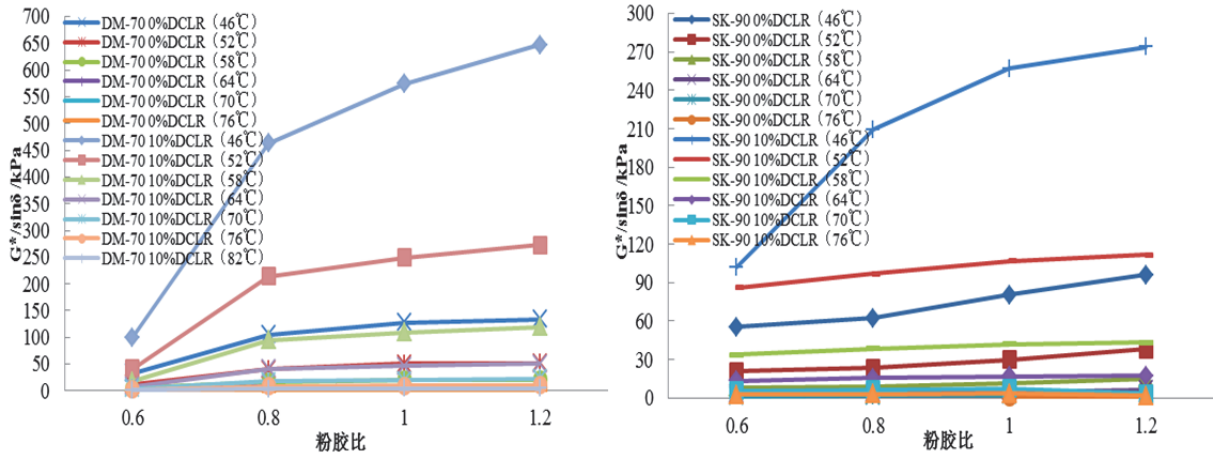 700
650
600
550
500
450
400
350
300
250
200
150
100
50
0
G*/sinδ /kPa
DM-70 0%DCLR（46℃）
DM-70 0%DCLR（52℃）
DM-70 0%DCLR（58℃）
DM-70 0%DCLR（64℃）
DM-70 0%DCLR（70℃）
DM-70 0%DCLR（76℃）
DM-70 10%DCLR（46℃）
DM-70 10%DCLR（52℃）
DM-70 10%DCLR（58℃）
DM-70 10%DCLR（64℃）
DM-70 10%DCLR（70℃）
DM-70 10%DCLR（76℃）
DM-70 10%DCLR（82℃）
0.6 0.8 1 1.2
粉胶比
300
270
240
210
180
150
120
90
60
30
0
G*/sinδ /kPa
SK-90 0%DCLR（46℃）
SK-90 0%DCLR（52℃）
SK-90 0%DCLR（58℃）
SK-90 0%DCLR（64℃）
SK-90 0%DCLR（70℃）
SK-90 0%DCLR（76℃）
SK-90 10%DCLR（46℃）
SK-90 10%DCLR（52℃）
SK-90 10%DCLR（58℃）
SK-90 10%DCLR（64℃）
SK-90 10%DCLR（70℃）
SK-90 10%DCLR（76℃）
0.6 0.8 1 1.2
粉胶比